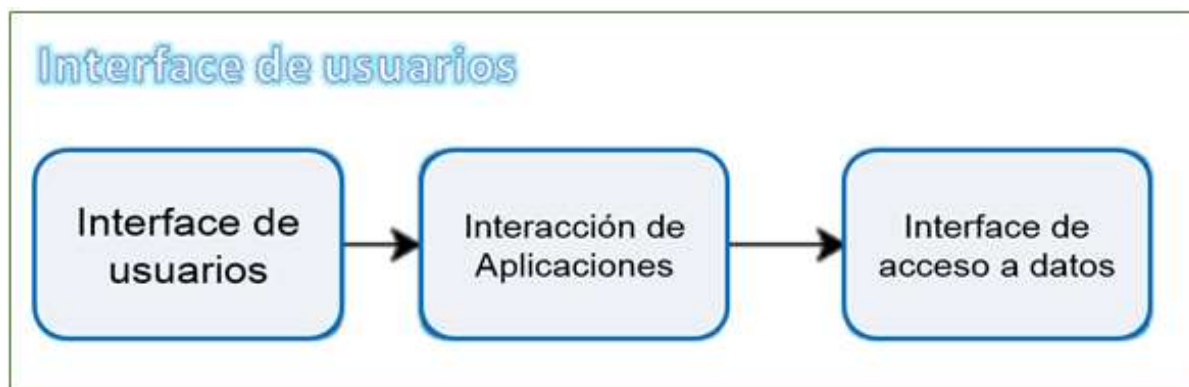 Interface de usuarios
Interface de
usuarios
Interacción de
Aplicaciones
Interface de
acceso a datos